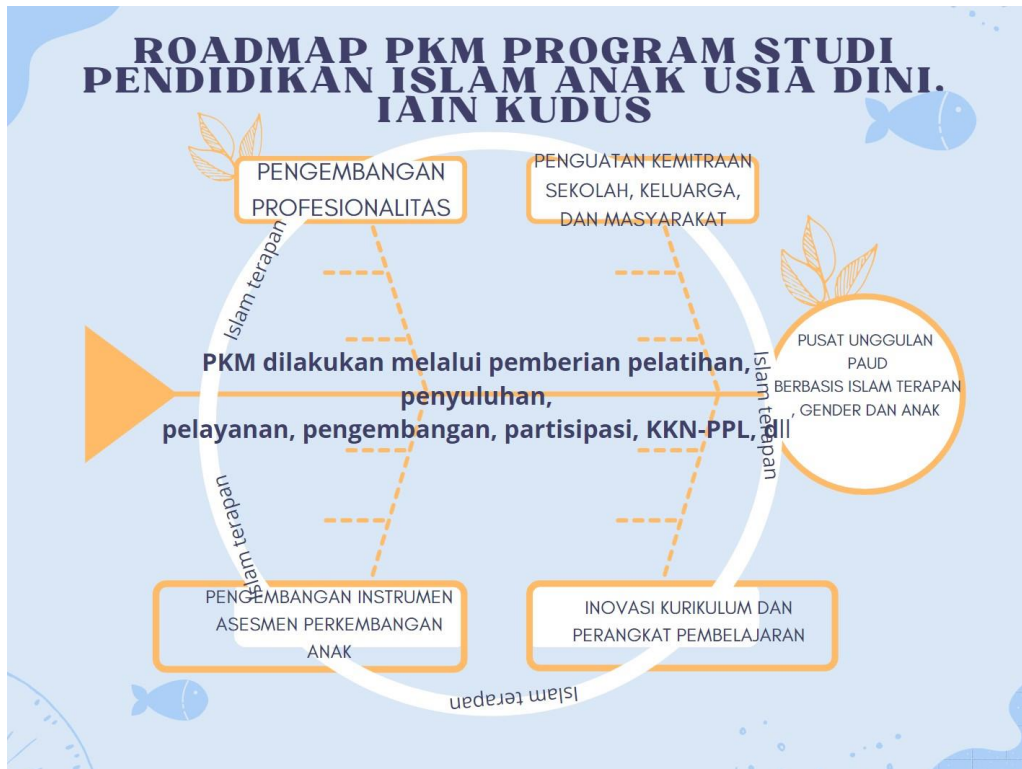 ROADMAP PKM PROGRAM STUDI
PENDIDIKAN ISLAM ANAK USIA DINI.
IAIN KUDUS
PENGEMBANGAN
PROFESIONALITAS
PENGUATAN KEMITRAAN
SEKOLAH, KELUARGA,
DAN MASYARAKAT
Islam terapan
PKM dilakukan melalui pemberian pelatihan,
penyuluhan,
pelayanan, pengembangan, partisipasi, KKN-PPL, dll
Islam terapan
PUSAT UNGGULAN
PAUD
BERBASIS ISLAM TERAPAN
, GENDER DAN ANAK
Islam terapan
PENGEMBANGAN INSTRUMEN
ASESMEN PERKEMBANGAN
ANAK
INOVASI KURIKULUM DAN
PERANGKAT PEMBELAJARAN
Islam terapan